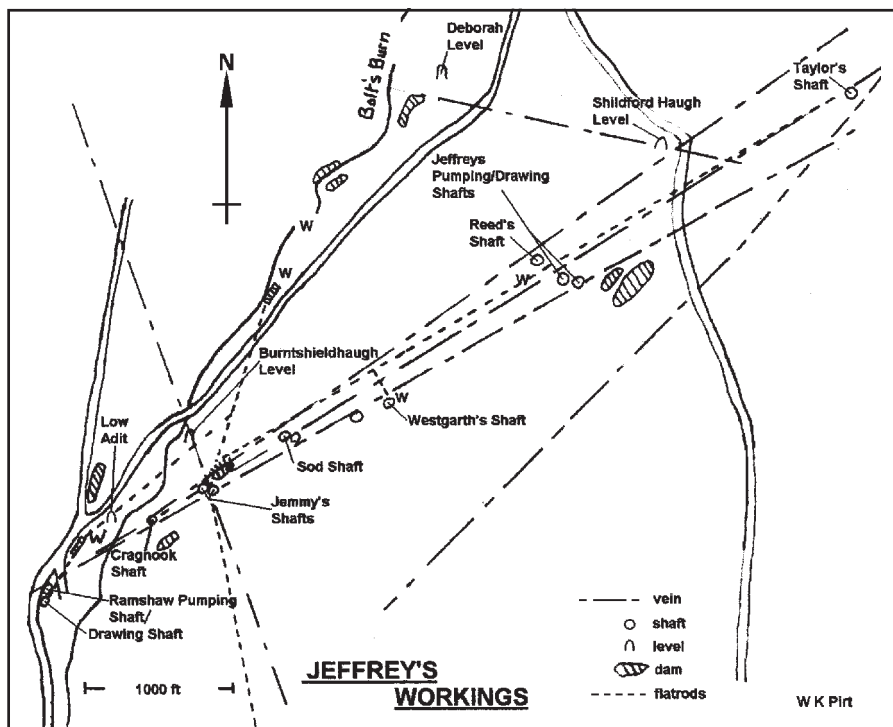 Deborah
Level
Bolt's Burn
N
Taylor's
Shaft
Shildford Haugh
Level
Jeffreys
Pumping/Drawing
Shafts
Reed's
Shaft
W
W
W
Burntshieldhaugh
Level
W
Westgarth's Shaft
Low
Adit
Sod Shaft
Jemmy's
Shafts
W
Craghook
Shaft
Ramshaw Pumping
Shaft/
Drawing Shaft
vein
shaft
level
dam
flatrods
1000 ft
JEFFREY'S
WORKINGS
W K Pirt